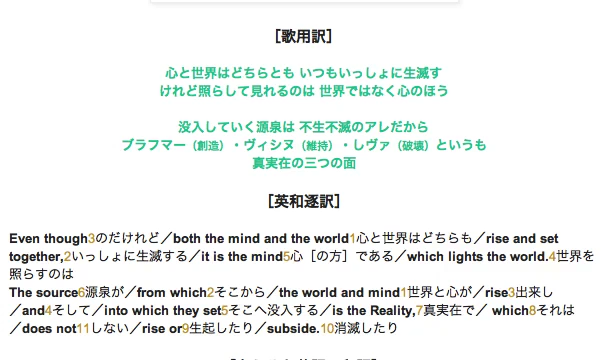 ［歌用訳］
心と世界はどちらとも いつもいっしょに生滅す
けれど照らして見れるのは 世界ではなく心のほう
没入していく源泉は 不生不滅のアレだから
ブラフマー（創造）・ヴィシヌ（維持）・しヴァ（破壊）というも
真実在の三つの面
［英和逐訳］
Even though3のだけれど／both the mind and the world1心と世界はどちらも／rise and set
together,2いっしょに生滅する／it is the mind5心［の方］である／which lights the world.4世界を
照らすのは
The source6源泉が／from which2そこから／the world and mind1世界と心が／rise3出来し
／and4そして／into which they set5そこへ没入する／is the Reality,7真実在で／ which8それは
／does not11しない／rise or9生起したり／subside.10消滅したり